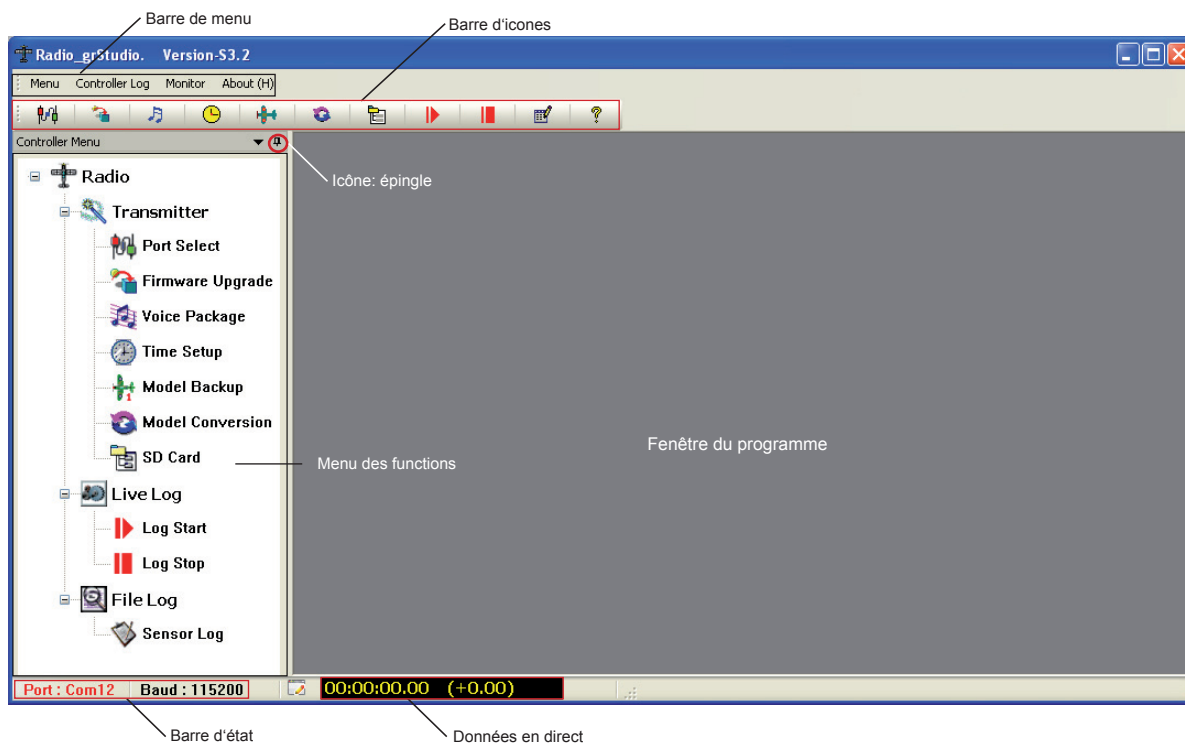 Barre de menu
Barre d‘icones
Radio_grStudio. Version-S3.2
Menu Controller Log Monitor About (H)
Controller Menu
Icône: épingle
Radio
Transmitter
Port Select
Firmware Upgrade
Voice Package
Time Setup
Model Backup
Model Conversion
SD Card
Fenêtre du programme
Menu des functions
Live Log
Log Start
Log Stop
File Log
Sensor Log
Port : Com12 Baud : 115200 00:00:00.00 (+0.00)
Barre d‘état
Données en direct